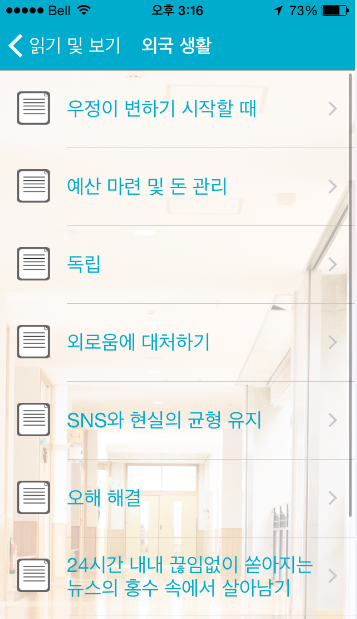 Bell 오후 3:16 73%
읽기 및 보기 외국 생활
우정이 변하기 시작할 때
예산 마련 및 돈 관리
독립
외로움에 대처하기
SNS와 현실의 균형 유지
오해 해결
24시간 내내 끊임없이 쏟아지는
뉴스의 홍수 속에서 살아남기